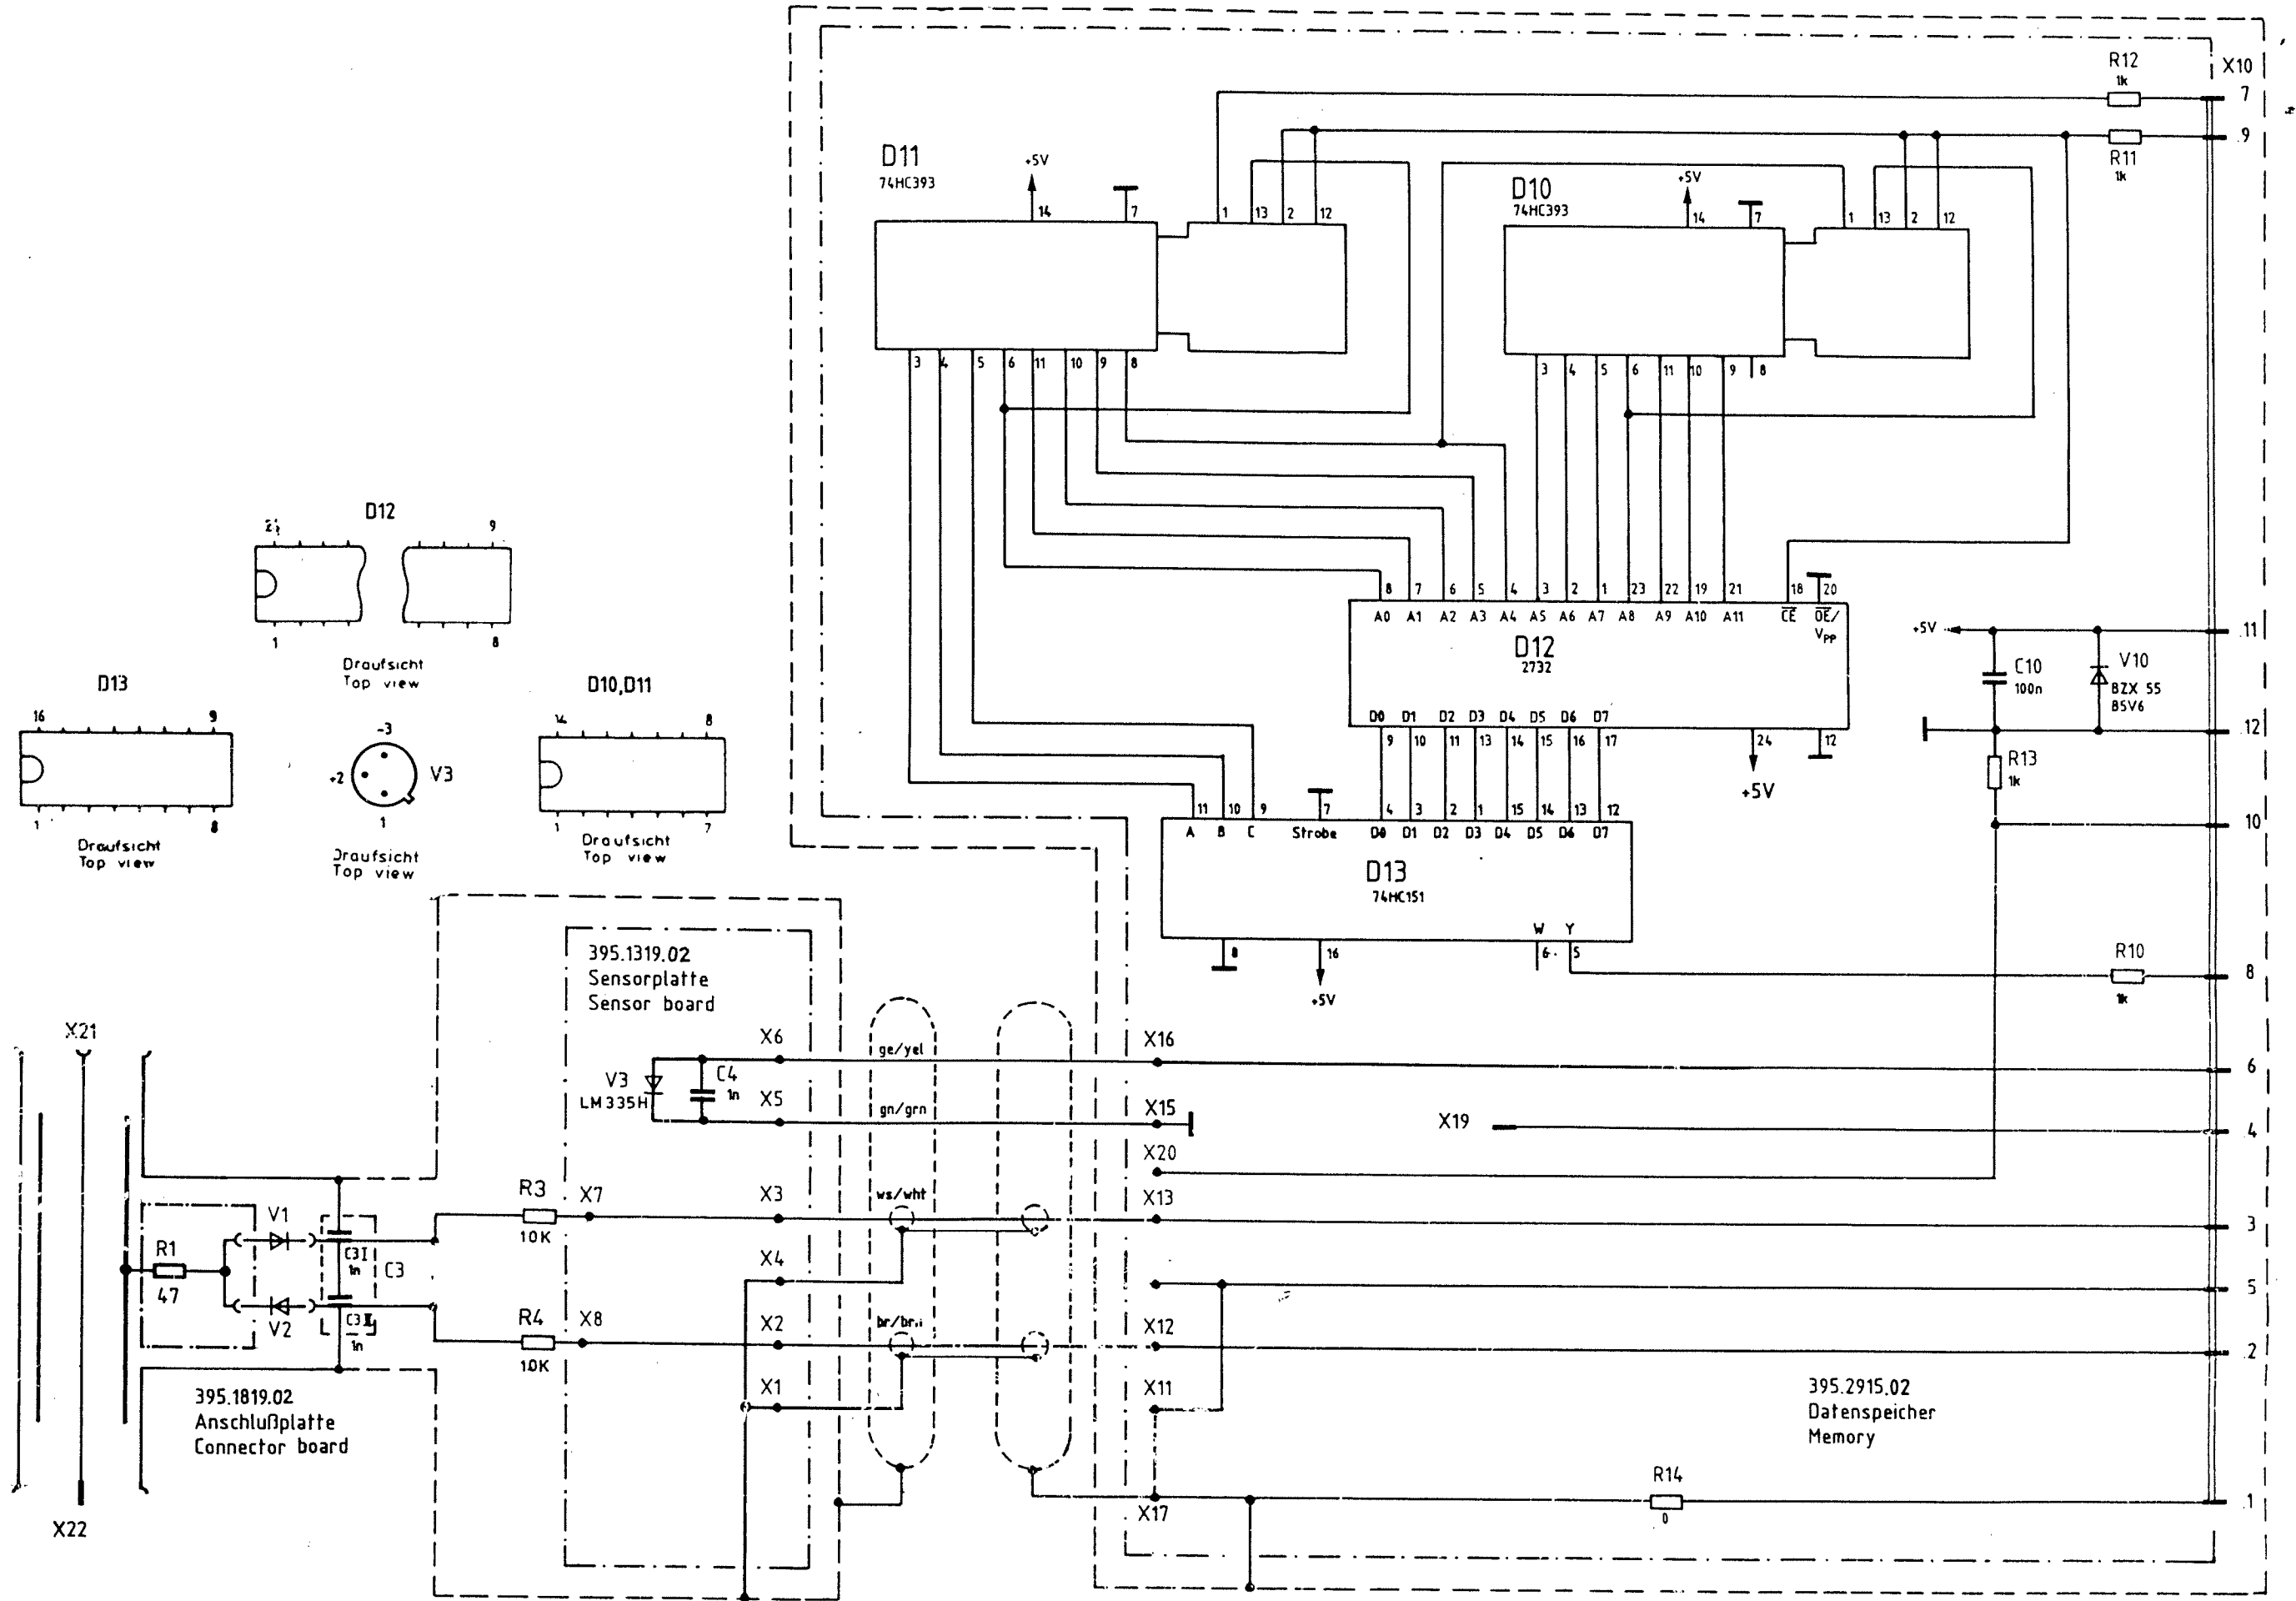 R12
1k
X10
7
9
R11
1k
D11
74HC393
+5V
14
7
1
13
2
12
D10
74HC393
+5V
14
7
1
13
2
12
3
4
5
6
11
10
9
8
3
4
5
6
11
10
9
8
D12
9
1
8
Draufsicht
Top view
8
7
6
5
4
3
2
1
23
22
19
21
18
20
A0
A1
A2
A3
A4
A5
A6
A7
A8
A9
A10
A11
CE
OE/
VPP
D12
2732
D0
D1
D2
D3
D4
D5
D6
D7
9
10
11
13
14
15
16
17
24
+5V
12
+5V
11
C10
100n
V10
BZX 55
B5V6
12
R13
1k
10
D13
16
9
1
8
Draufsicht
Top view
-3
+2
V3
1
Draufsicht
Top view
D10,D11
14
8
1
7
Draufsicht
Top view
11
10
9
7
4
3
2
1
15
14
13
12
A
B
C
Strobe
D0
D1
D2
D3
D4
D5
D6
D7
D13
74HC151
W
Y
8
16
+5V
6
5
R10
1k
8
395.1319.02
Sensorplatte
Sensor board
X21
X6
ge/yel
X16
6
V3
LM335H
C4
1n
X5
gn/grn
X15
X19
4
X20
R3
10K
X7
X3
ws/wht
X13
3
V1
R1
47
C3I
1n
C3
X4
5
V2
C3II
1n
R4
10K
X8
X2
X12
2
X1
X11
395.1819.02
Anschlußplatte
Connector board
395.2915.02
Datenspeicher
Memory
X22
X17
R14
0
1